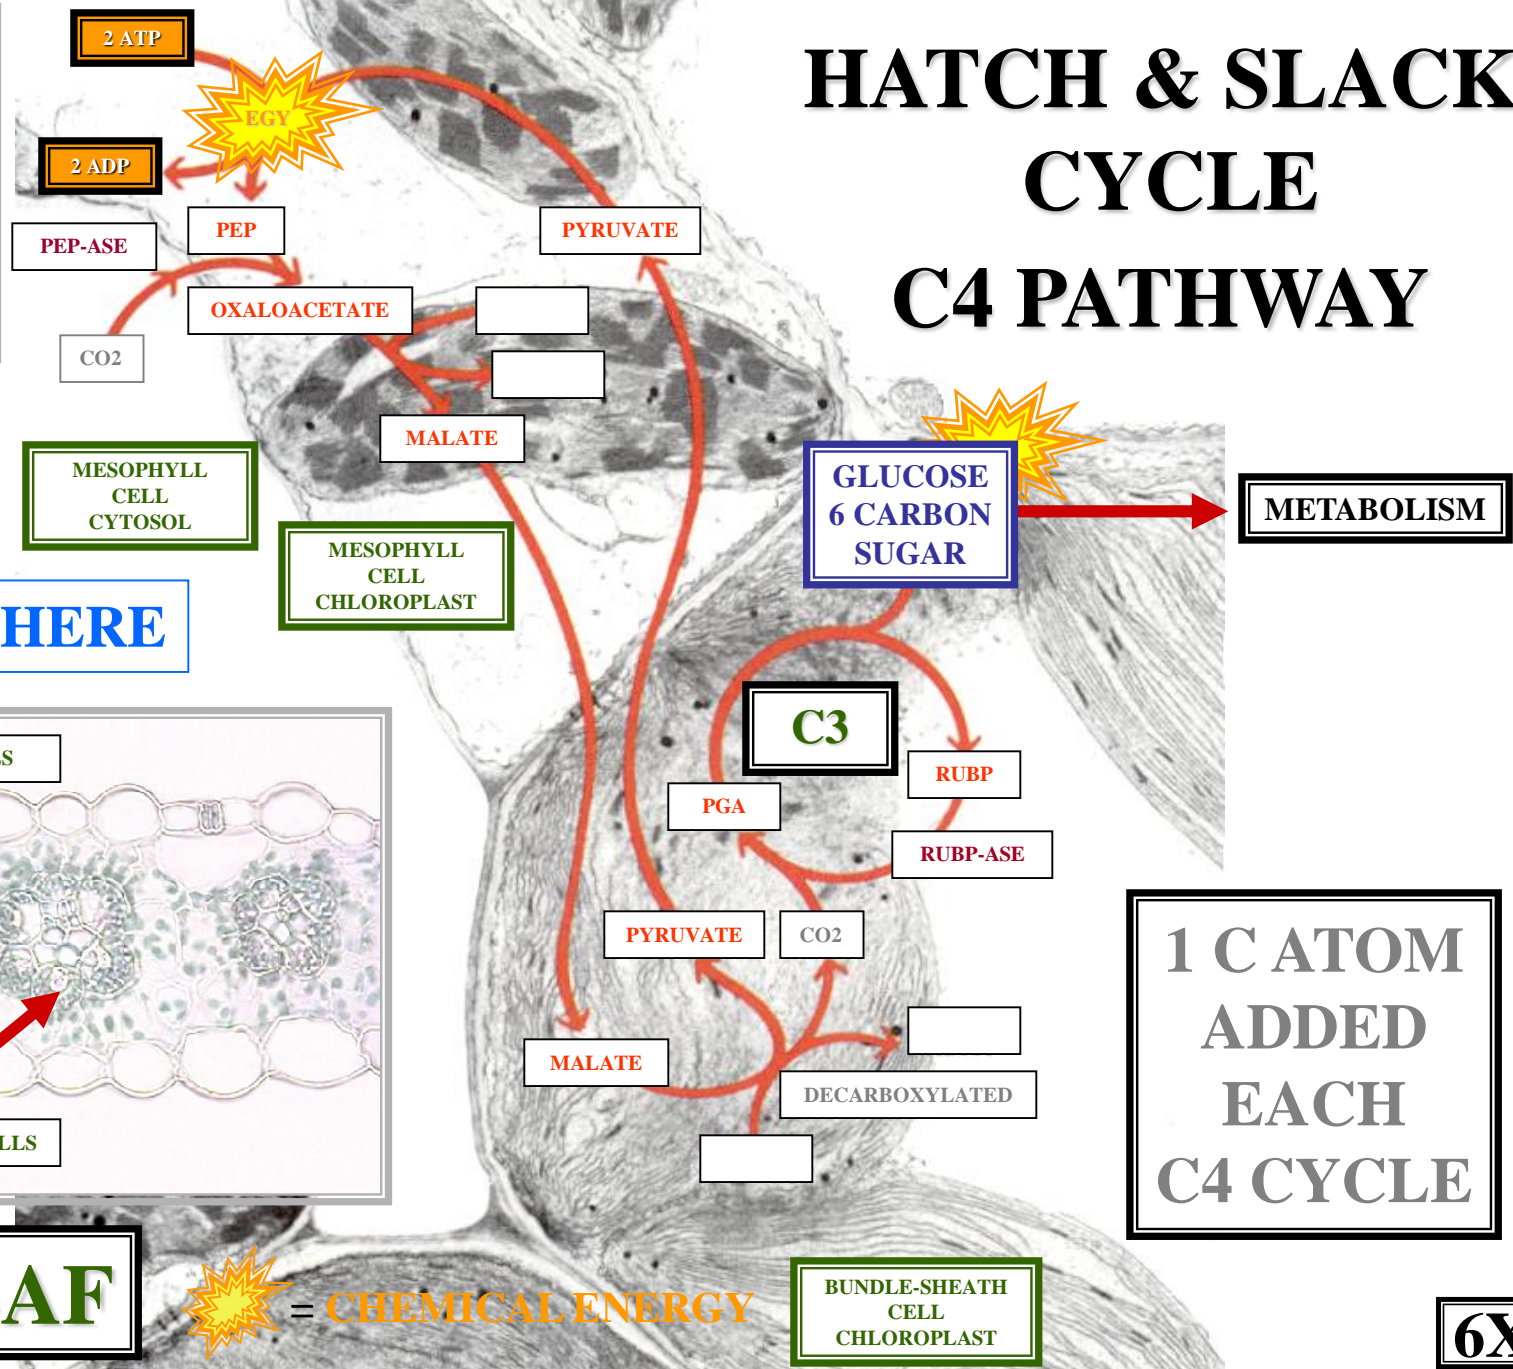 HATCH & SLACK
CYCLE
C4 PATHWAY
2 ATP
EGY
2 ADP
PEP-ASE
PEP
PYRUVATE
OXALOACETATE
CO2
MALATE
MESOPHYLL
CELL
CYTOSOL
MESOPHYLL
CELL
CHLOROPLAST
GLUCOSE
6 CARBON
SUGAR
METABOLISM
HERE
C3
RUBP
PGA
RUBP-ASE
PYRUVATE
CO2
MALATE
DECARBOXYLATED
1 C ATOM
ADDED
EACH
C4 CYCLE
LLS
AF
= CHEMICAL ENERGY
BUNDLE-SHEATH
CELL
CHLOROPLAST
6X